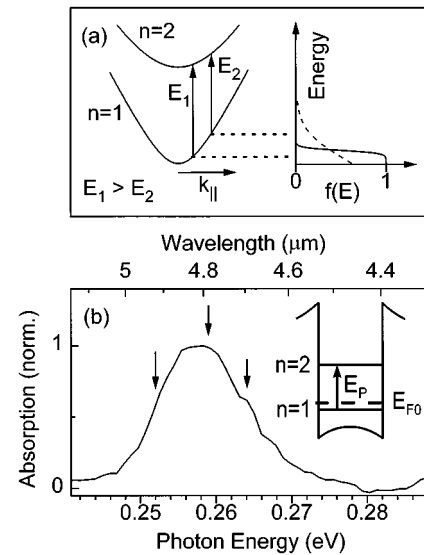 (a)
n=2
n=1
E1
E2
E1 > E2
k||
Energy
0
1
f(E)
Wavelength (μm)
5
4.8
4.6
4.4
(b)
Absorption (norm.)
1
0
n=2
n=1
EP
EF0
0.25
0.26
0.27
0.28
Photon Energy (eV)